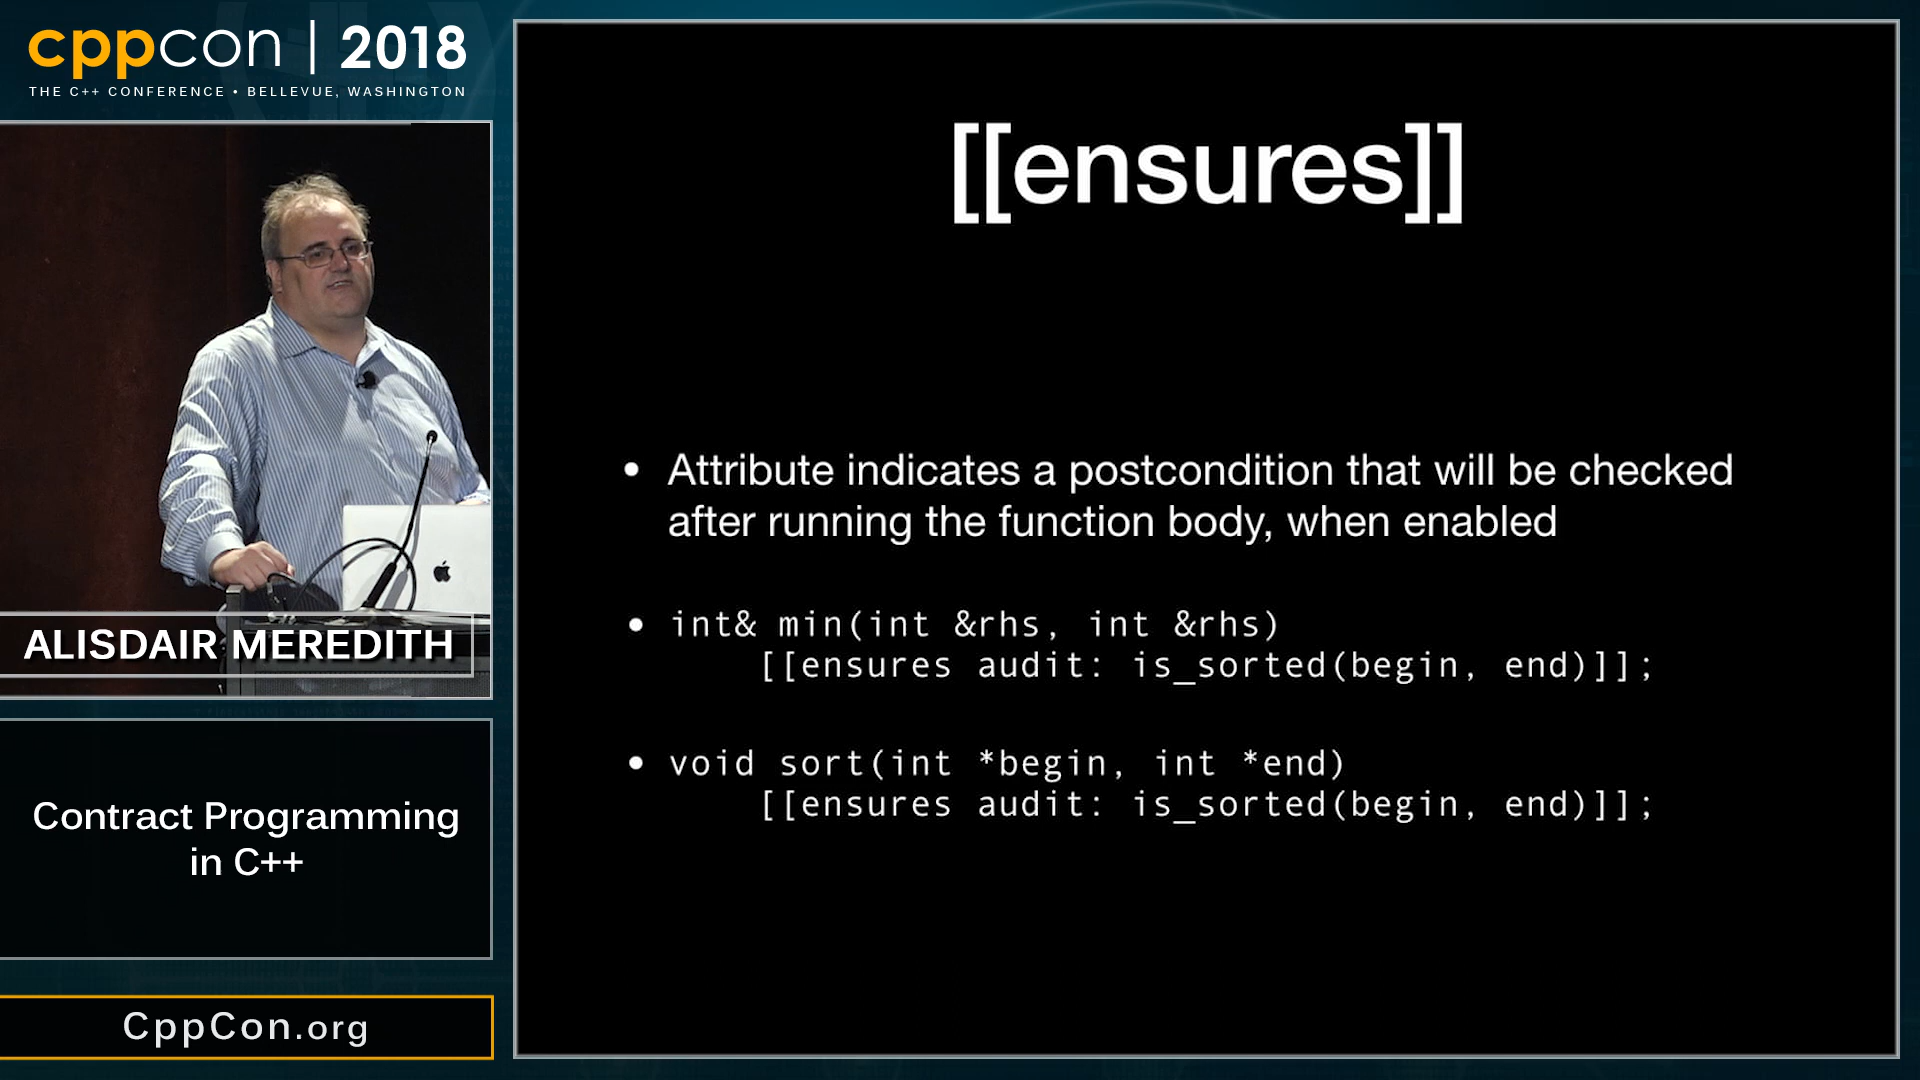 cppcon | 2018
THE C++ CONFERENCE • BELLEVUE, WASHINGTON
ALISDAIR MEREDITH
Contract Programming
in C++
CppCon.org
[[ensures]]
• Attribute indicates a postcondition that will be checked
after running the function body, when enabled
• int& min(int &rhs, int &rhs)
[[ensures audit: is_sorted(begin, end)]];
• void sort(int *begin, int *end)
[[ensures audit: is_sorted(begin, end)]];